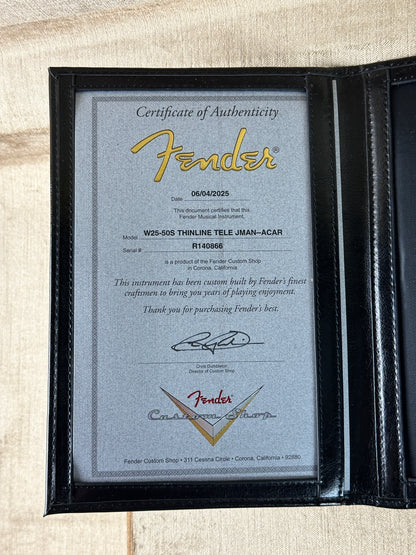 Certificate of Authenticity
Fender®
Date 06/04/2025
This document certifies that this
Fender Musical Instrument.
Model W25-50S THINLINE TELE JMAN--ACAR
Serial # R140866
is a product of the Fender Custom Shop
in Corona, California
This instrument has been custom built by Fender's finest
craftsmen to bring you years of playing enjoyment.
Thank you for purchasing Fender's best.
Director of Custom Shop
Fender
Custom Shop
Fender Custom Shop • 311 Cessna Circle • Corona, California • 92880